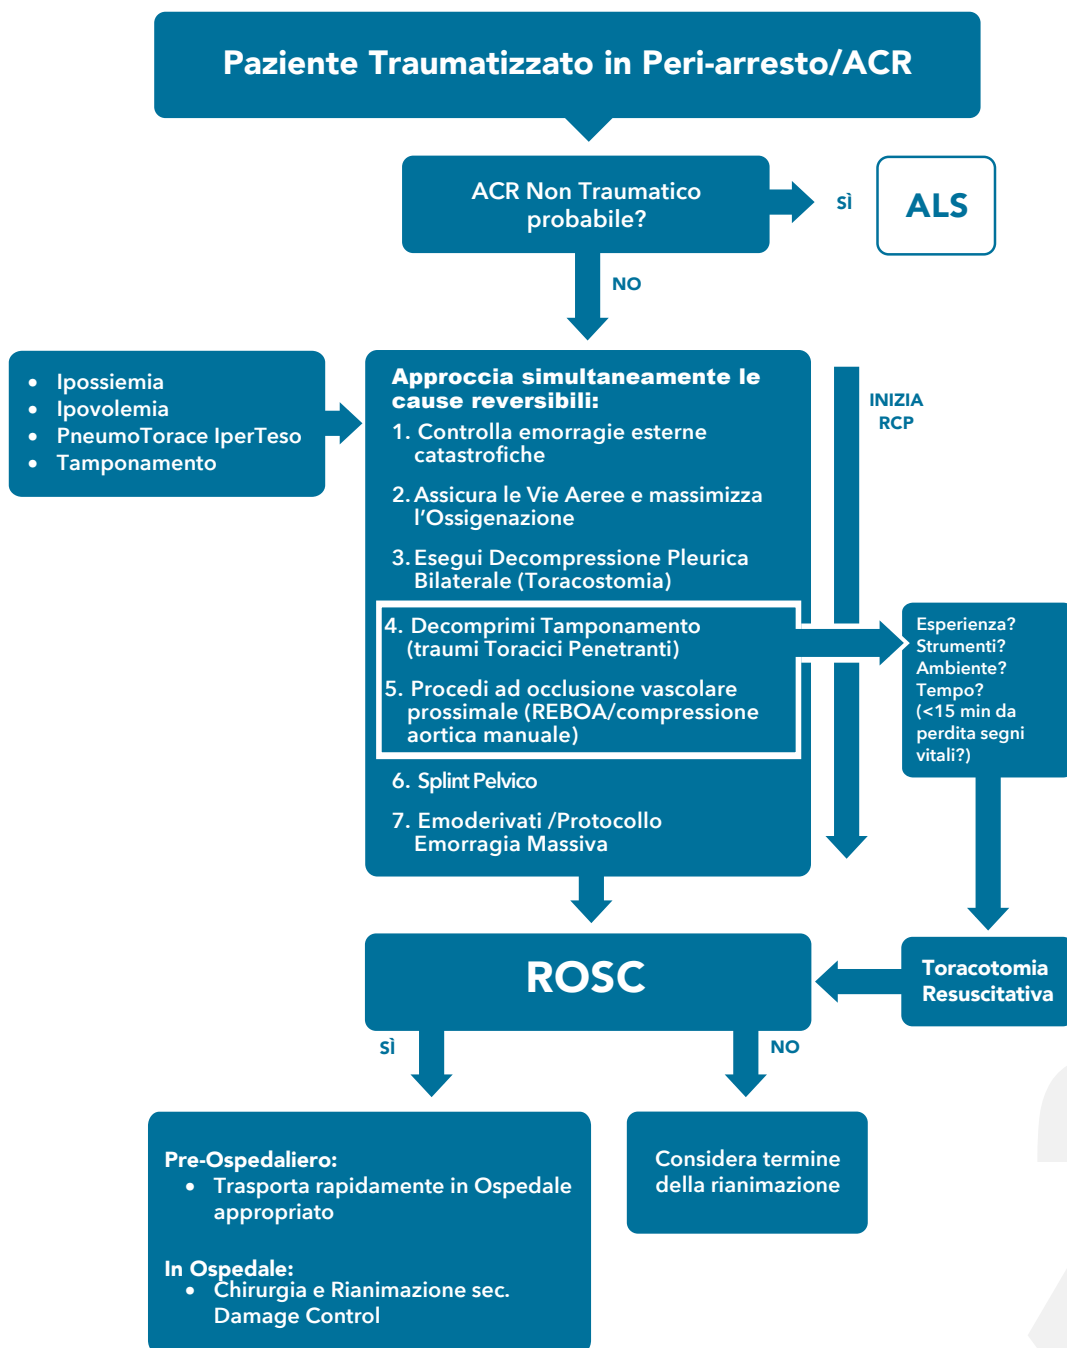 Paziente Traumatizzato in Peri-arresto/ACR
ACR Non Traumatico
probabile?
SÌ
ALS
NO
• Ipossiemia
• Ipovolemia
• PneumoTorace IperTeso
• Tamponamento
Approccia simultaneamente le
cause reversibili:
1. Controlla emorragie esterne
catastrofiche
2. Assicura le Vie Aeree e massimizza
l'Ossigenazione
3. Esegui Decompressione Pleurica
Bilaterale (Toracostomia)
4. Decomprimi Tamponamento
(traumi Toracici Penetranti)
5. Procedi ad occlusione vascolare
prossimale (REBOA/compressione
aortica manuale)
6. Splint Pelvico
7. Emoderivati /Protocollo
Emorragia Massiva
INIZIA
RCP
Esperienza?
Strumenti?
Ambiente?
Tempo?
(<15 min da
perdita segni
vitali?)
Toracotomia
Resuscitativa
ROSC
SÌ
NO
Pre-Ospedaliero:
• Trasporta rapidamente in Ospedale
appropriato
In Ospedale:
• Chirurgia e Rianimazione sec.
Damage Control
Considera termine
della rianimazione